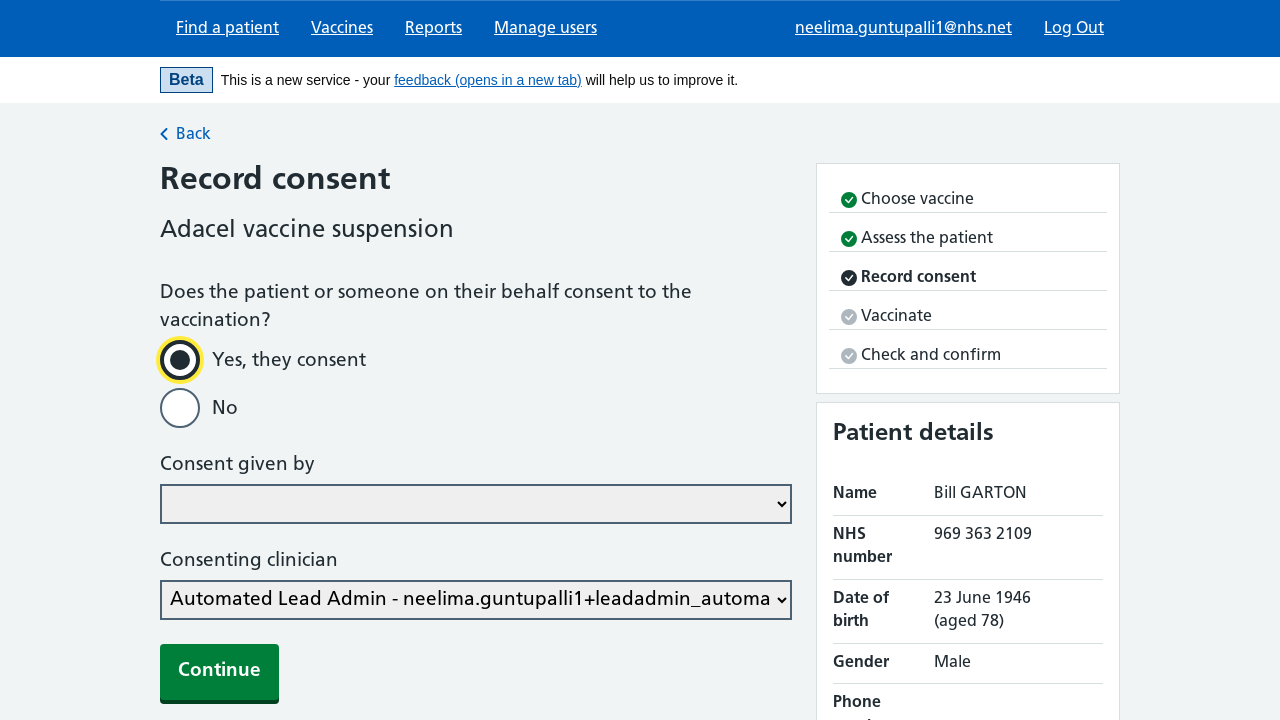 Find a patient Vaccines Reports Manage users neelima.guntupalli1@nhs.net Log Out
Beta This is a new service - your feedback (opens in a new tab) will help us to improve it.
Back
Record consent
Adacel vaccine suspension
Does the patient or someone on their behalf consent to the
vaccination?
Yes, they consent
No
Consent given by
Consenting clinician
Automated Lead Admin - neelima.guntupalli1+leadadmin_automa
Continue
Choose vaccine
Assess the patient
Record consent
Vaccinate
Check and confirm
Patient details
Name Bill GARTON
NHS 969 363 2109
number
Date of 23 June 1946
birth (aged 78)
Gender Male
Phone